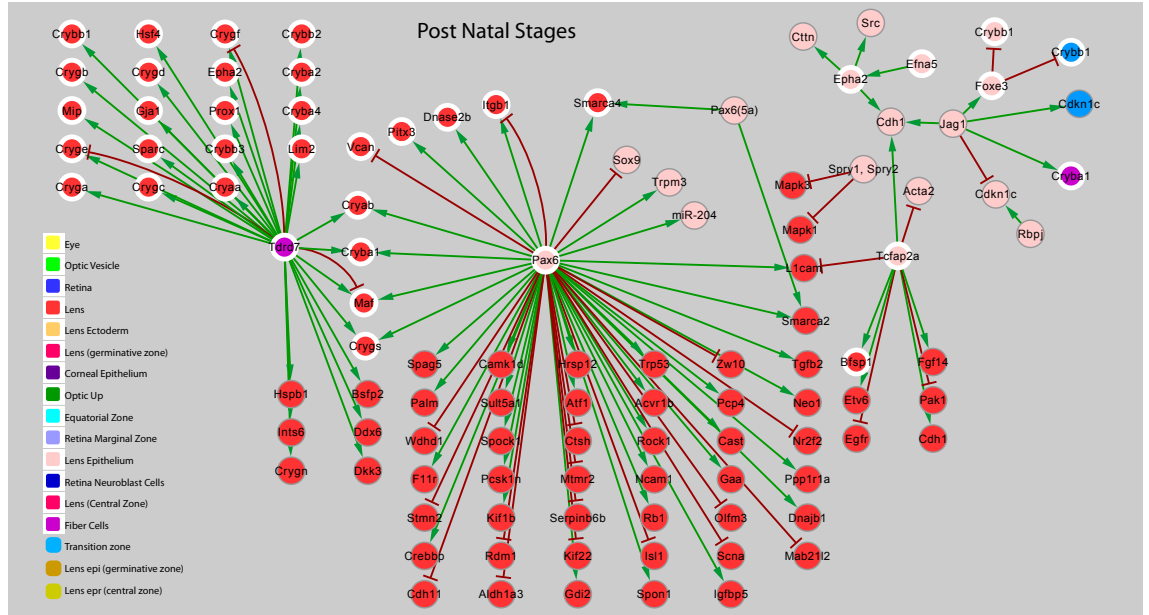 Post Natal Stages
Crybb1
Hsf4
Crygf
Crybb2
Crygb
Crygd
Epha2
Cryba2
Mip
Gja1
Prox1
Cryba4
Cryge
Sparc
Crybb3
Lim2
Cryga
Crygc
Cryaa
Tdrd7
Cryab
Cryba1
Maf
Crygs
Hspb1
Bsfp2
Ints6
Ddx6
Crygn
Dkk3
Vcan
Pitx3
Dnase2b
Itgb1
Smarca4
Pax6(5a)
Sox9
Trpm3
miR-204
Pax6
L1cam
Smarca2
Spag5
Camk1d
Hrsp12
Trp53
Zw10
Tgfb2
Palm
Sult5a1
Atf1
Acvr1b
Pcp4
Neo1
Wdhd1
Spock1
Ctsh
Rock1
Cast
Nr2f2
F11r
Pcsk1n
Mtmr2
Ncam1
Gaa
Ppp1r1a
Stmn2
Kif1b
Serpinb6b
Rb1
Olfm3
Dnajb1
Crebbp
Rdm1
Kif22
Isl1
Scna
Mab21l2
Cdh11
Aldh1a3
Gdi2
Spon1
Igfbp5
Cttn
Src
Epha2
Efna5
Crybb1
Crybb1
Foxe3
Cdkn1c
Cdh1
Jag1
Cryba1
Cdkn1c
Rbpj
Spry1, Spry2
Mapk3
Mapk1
Acta2
Tcfap2a
Bfsp1
Fgf14
Etv6
Pak1
Egfr
Cdh1
Eye
Optic Vesicle
Retina
Lens
Lens Ectoderm
Lens (germinative zone)
Corneal Epithelium
Optic Up
Equatorial Zone
Retina Marginal Zone
Lens Epithelium
Retina Neuroblast Cells
Lens (Central Zone)
Fiber Cells
Transition zone
Lens epi (germinative zone)
Lens epr (central zone)